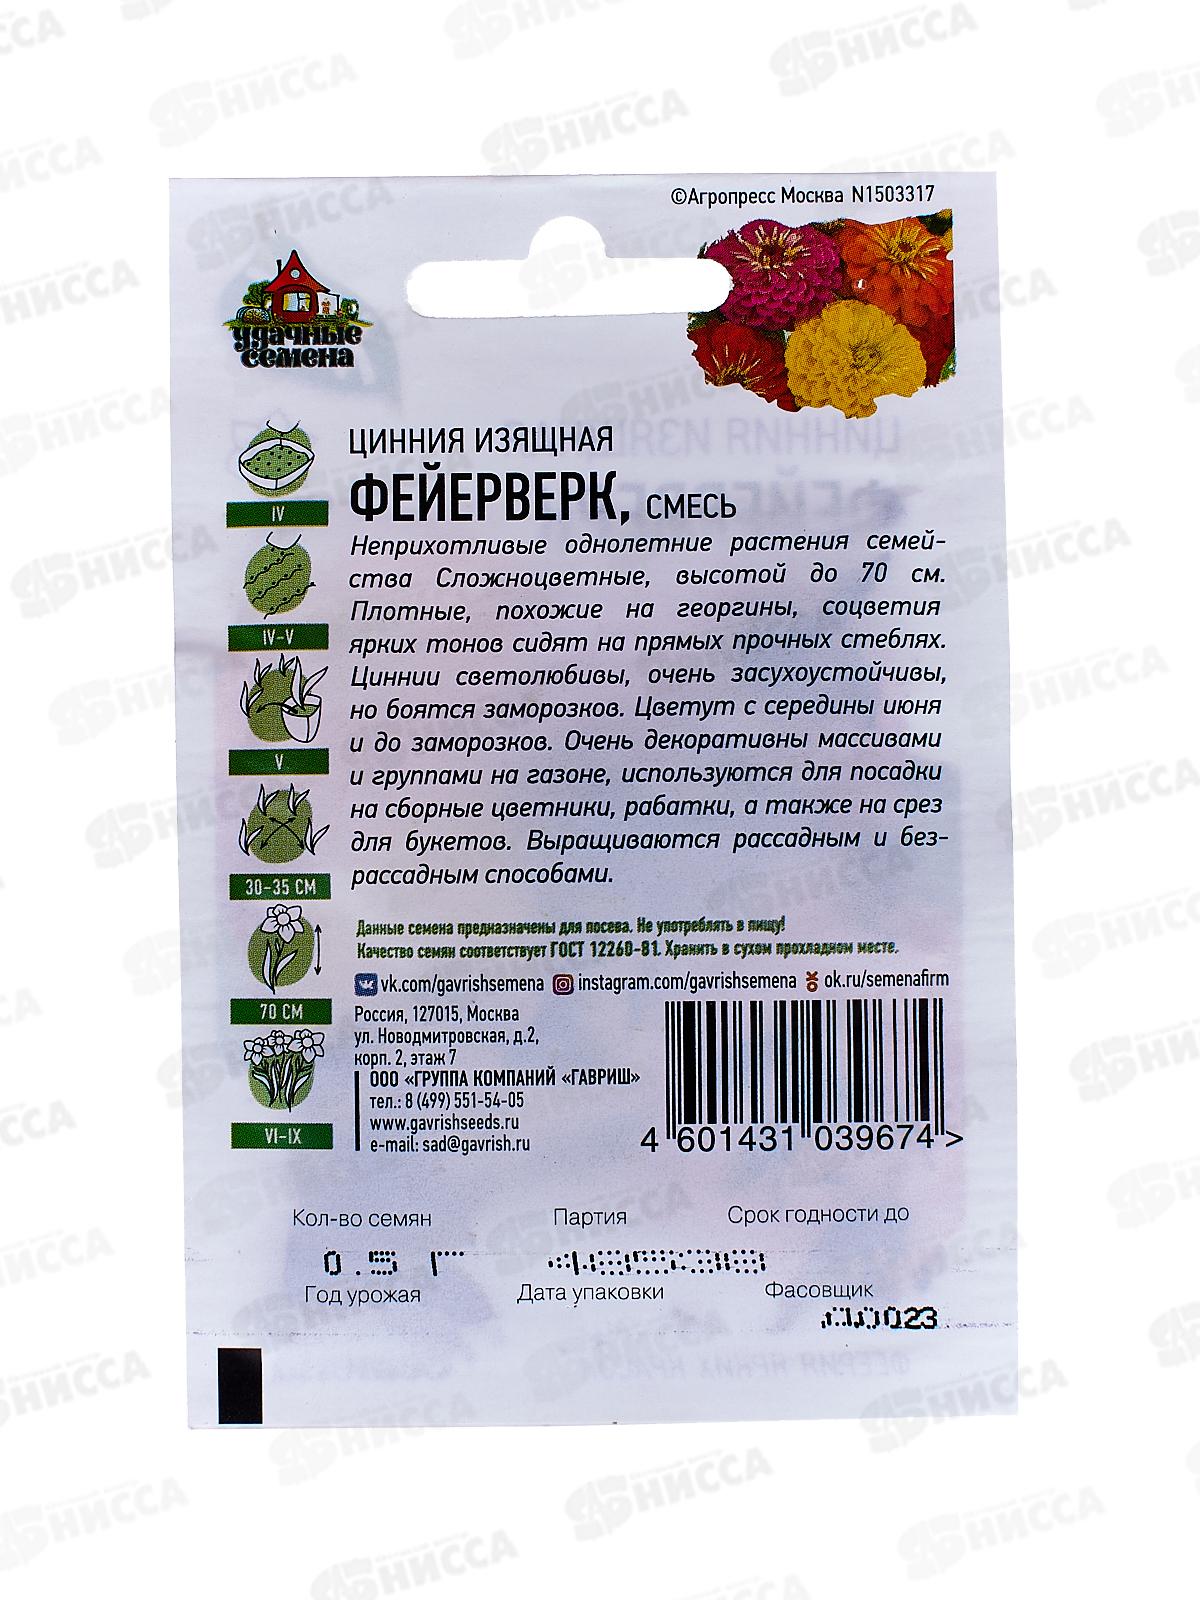 ©Агропресс Москва N1503317
удачные
семена
ЦИННИЯ ИЗЯЩНАЯ
ФЕЙЕРВЕРК, СМЕСЬ
Неприхотливые однолетние растения семей-
ства Сложноцветные, высотой до 70 см.
Плотные, похожие на георгины, соцветия
ярких тонов сидят на прямых прочных стеблях.
Циннии светолюбивы, очень засухоустойчивы,
но боятся заморозков. Цветут с середины июня
и до заморозков. Очень декоративны массивами
и группами на газоне, используются для посадки
на сборные цветники, рабатки, а также на срез
для букетов. Выращиваются рассадным и без-
рассадным способами.
IV
IV-V
V
30-35 СМ
70 СМ
VI-IX
Данные семена предназначены для посева. Не употреблять в пищу!
Качество семян соответствует ГОСТ 12260-81. Хранить в сухом прохладном месте.
vk.com/gavrishsemena instagram.com/gavrishsemena ok.ru/semenafirm
Россия, 127015, Москва
ул. Новодмитровская, д.2,
корп. 2, этаж 7
ООО «ГРУППА КОМПАНИЙ «ГАВРИШ»
тел.: 8 (499) 551-54-05
www.gavrishseeds.ru
e-mail: sad@gavrish.ru
4 601431 039674 >
Кол-во семян Партия Срок годности до
0.5 Г
Год урожая Дата упаковки Фасовщик
НИССА